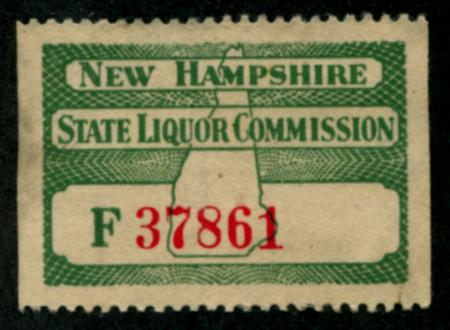 NEW HAMPSHIRE
STATE LIQUOR COMMISSION
F 37861